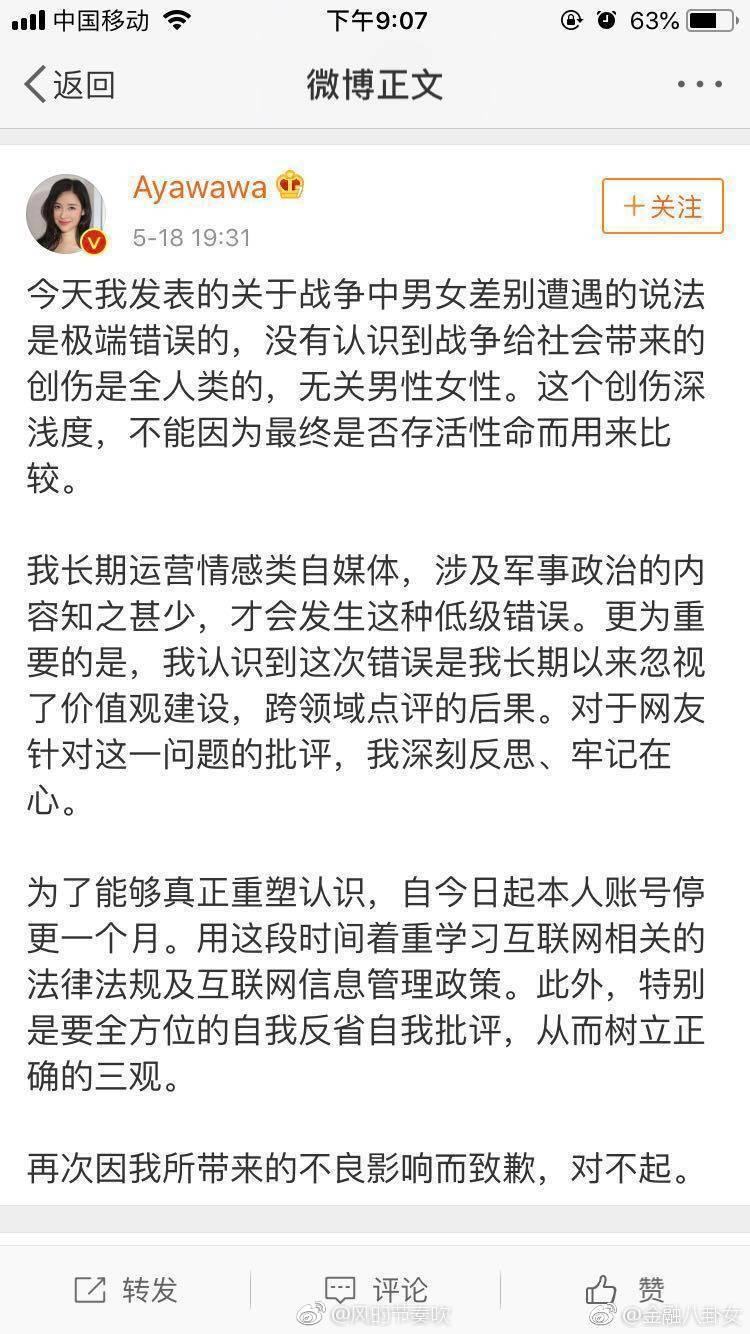 中国移动 下午9:07 63%
返回 微博正文 ...
Ayawawa
+关注
5-18 19:31
今天我发表的关于战争中男女差别遭遇的说法
是极端错误的，没有认识到战争给社会带来的
创伤是全人类的，无关男性女性。这个创伤深
浅度，不能因为最终是否存活性命而用来比
较。
我长期运营情感类自媒体，涉及军事政治的内
容知之甚少，才会发生这种低级错误。更为重
要的是，我认识到这次错误是我长期以来忽视
了价值观建设，跨领域点评的后果。对于网友
针对这一问题的批评，我深刻反思、牢记在
心。
为了能够真正重塑认识，自今日起本人账号停
更一个月。用这段时间着重学习互联网相关的
法律法规及互联网信息管理政策。此外，特别
是要全方位的自我反省自我批评，从而树立正
确的三观。
再次因我所带来的不良影响而致歉，对不起。
转发 评论 赞
@金融八卦女